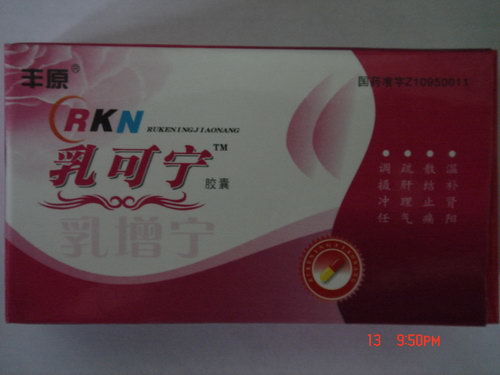 丰原®
国药准字Z10950011
RKN
RUKENINGJIAONANG
乳可宁™
胶囊
乳增宁
温补肾阳
散结止痛
疏肝理气
调摄冲任
13 9:50PM